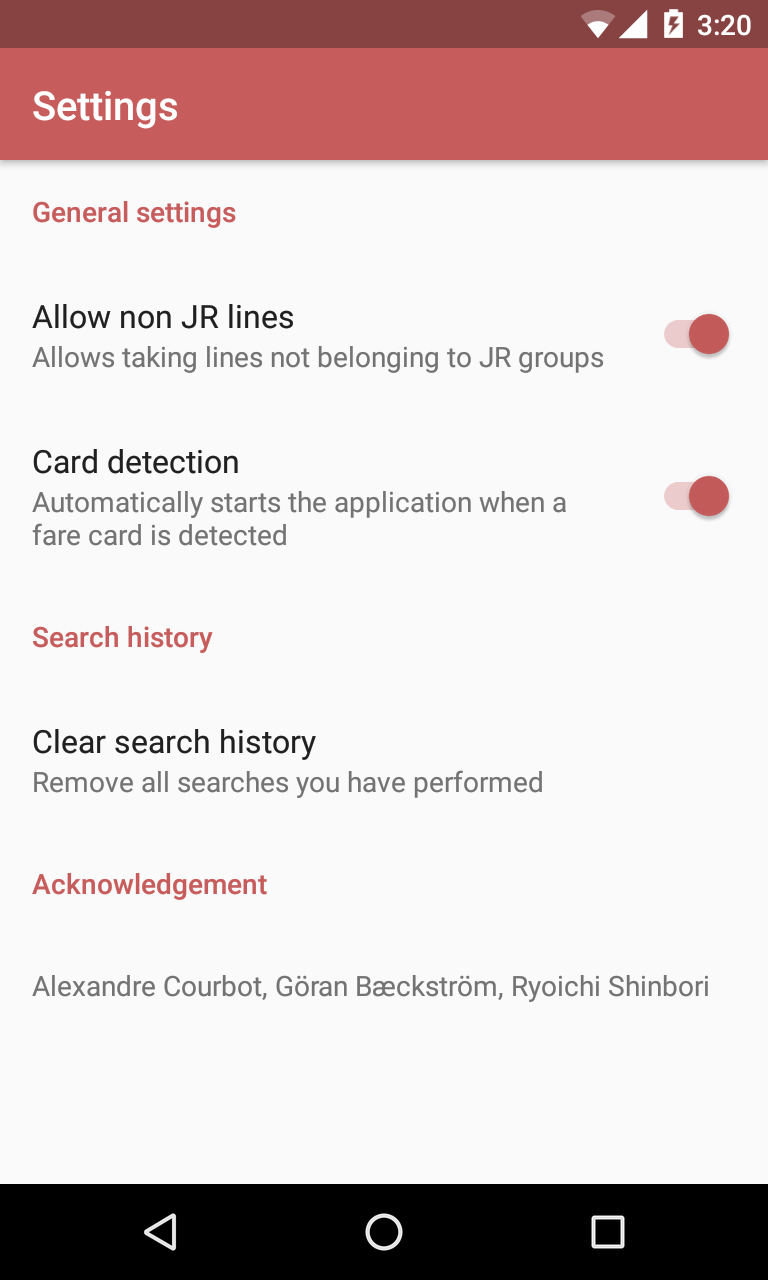 3:20
Settings
General settings
Allow non JR lines
Allows taking lines not belonging to JR groups
Card detection
Automatically starts the application when a
fare card is detected
Search history
Clear search history
Remove all searches you have performed
Acknowledgement
Alexandre Courbot, Göran Bæckström, Ryoichi Shinbori